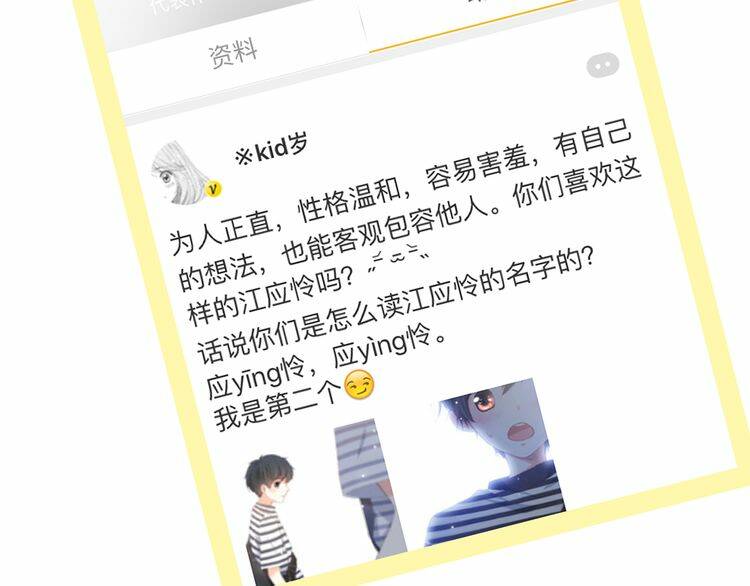 资料
※kid岁
为人正直，性格温和，容易害羞，有自己
的想法，也能客观包容他人。你们喜欢这
样的江应怜吗？
话说你们是怎么读江应怜的名字的？
应yīng怜，应yìng怜。
我是第二个😏